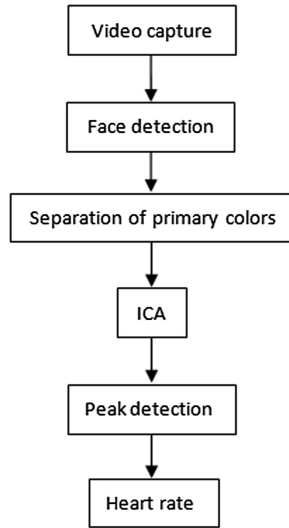 Video capture
Face detection
Separation of primary colors
ICA
Peak detection
Heart rate